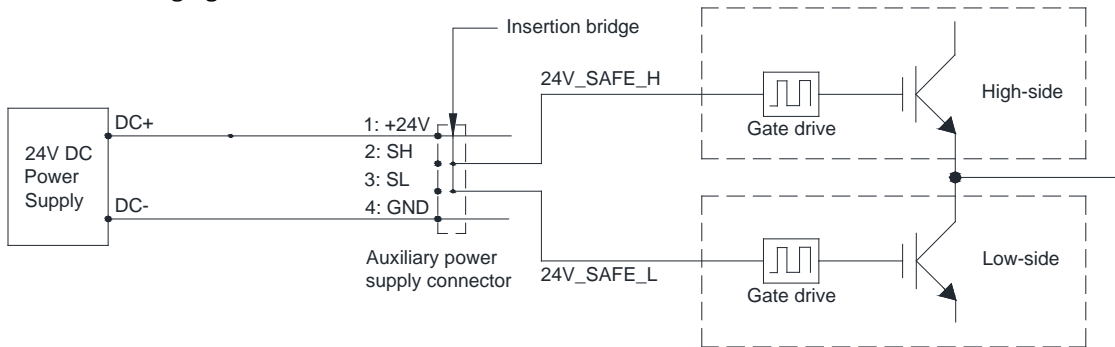 Insertion bridge
24V_SAFE_H
High-side
Gate drive
DC+
1: +24V
24V DC
Power
Supply
2: SH
3: SL
DC-
4: GND
Auxiliary power
supply connector
24V_SAFE_L
Gate drive
Low-side